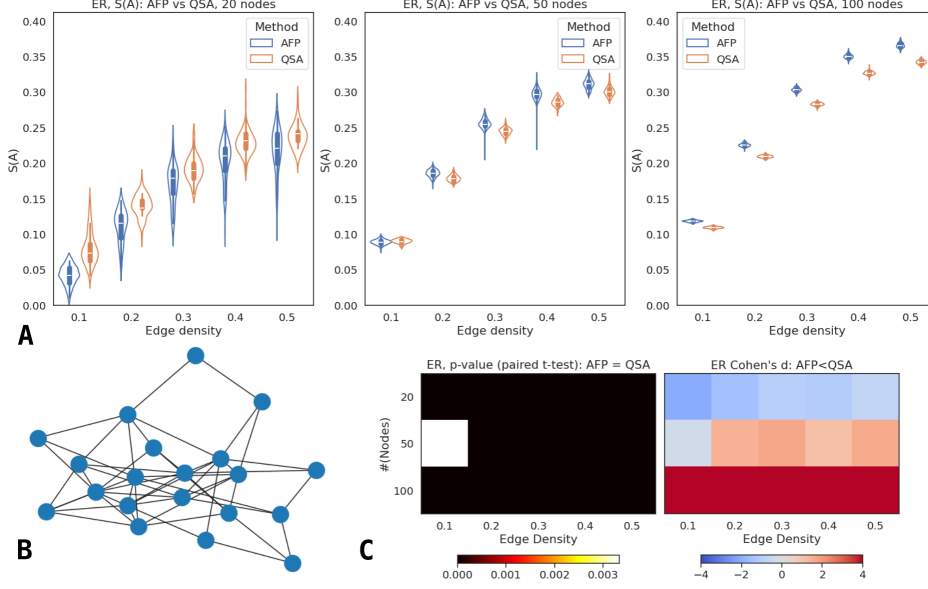 ER, S(A): AFP vs QSA, 20 nodes
ER, S(A): AFP vs QSA, 50 nodes
ER, S(A): AFP vs QSA, 100 nodes
0.40
0.35
0.30
0.25
0.20
0.15
0.10
0.05
0.00
S(A)
Method
AFP
QSA
0.1 0.2 0.3 0.4 0.5
Edge density
0.40
0.35
0.30
0.25
0.20
0.15
0.10
0.05
0.00
S(A)
Method
AFP
QSA
0.1 0.2 0.3 0.4 0.5
Edge density
0.40
0.35
0.30
0.25
0.20
0.15
0.10
0.05
0.00
S(A)
Method
AFP
QSA
0.1 0.2 0.3 0.4 0.5
Edge density
A
B
C
ER, p-value (paired t-test): AFP = QSA
#(Nodes)
20
50
100
0.1 0.2 0.3 0.4 0.5
Edge Density
0.000 0.001 0.002 0.003
ER Cohen's d: AFP<QSA
0.1 0.2 0.3 0.4 0.5
Edge Density
−4 −2 0 2 4